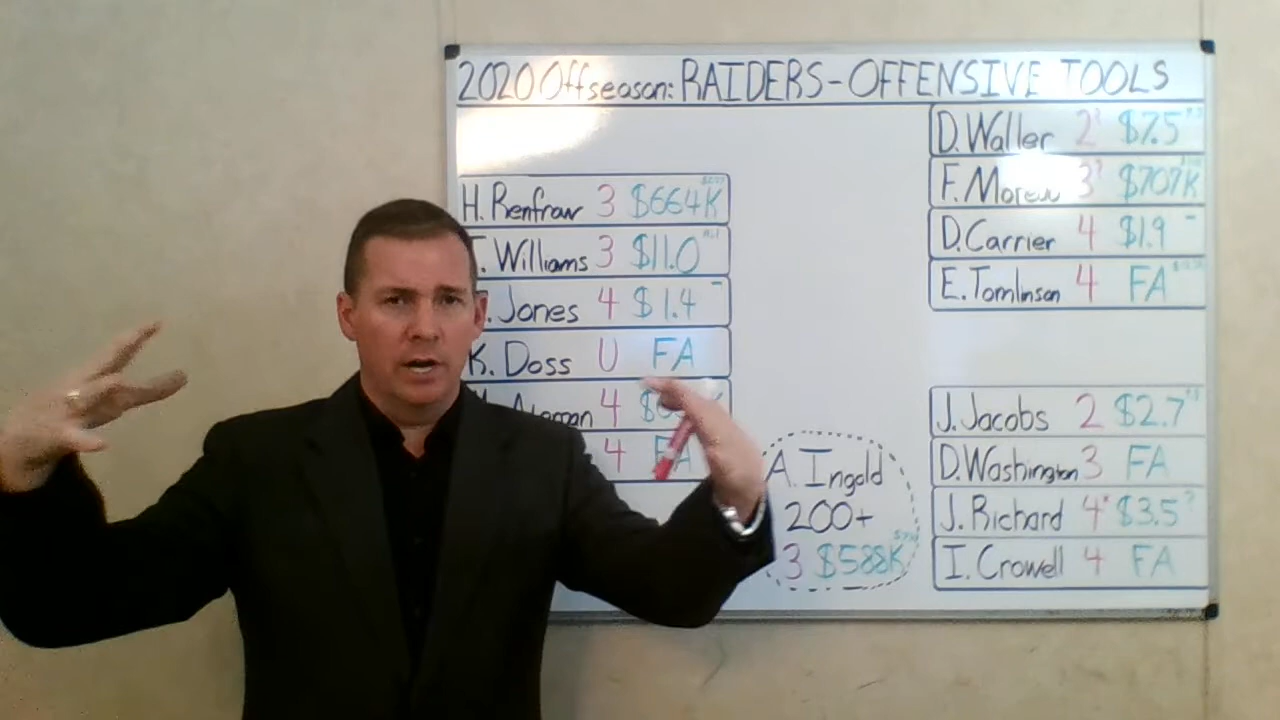 2020 Offseason: RAIDERS-OFFENSIVE TOOLS
H. Renfrow 3 $664K
T. Williams 3 $11.0
Jones 4 $1.4
K. Doss U FA
4
4 FA
A. Ingold
200+
3 $588K
D. Waller 2 $7.5
F. Moreau 3 $707K
D. Carrier 4 $1.9 -
E. Tomlinson 4 FA
J. Jacobs 2 $2.7
D. Washington 3 FA
J. Richard 4 $3.5
I. Crowell 4 FA